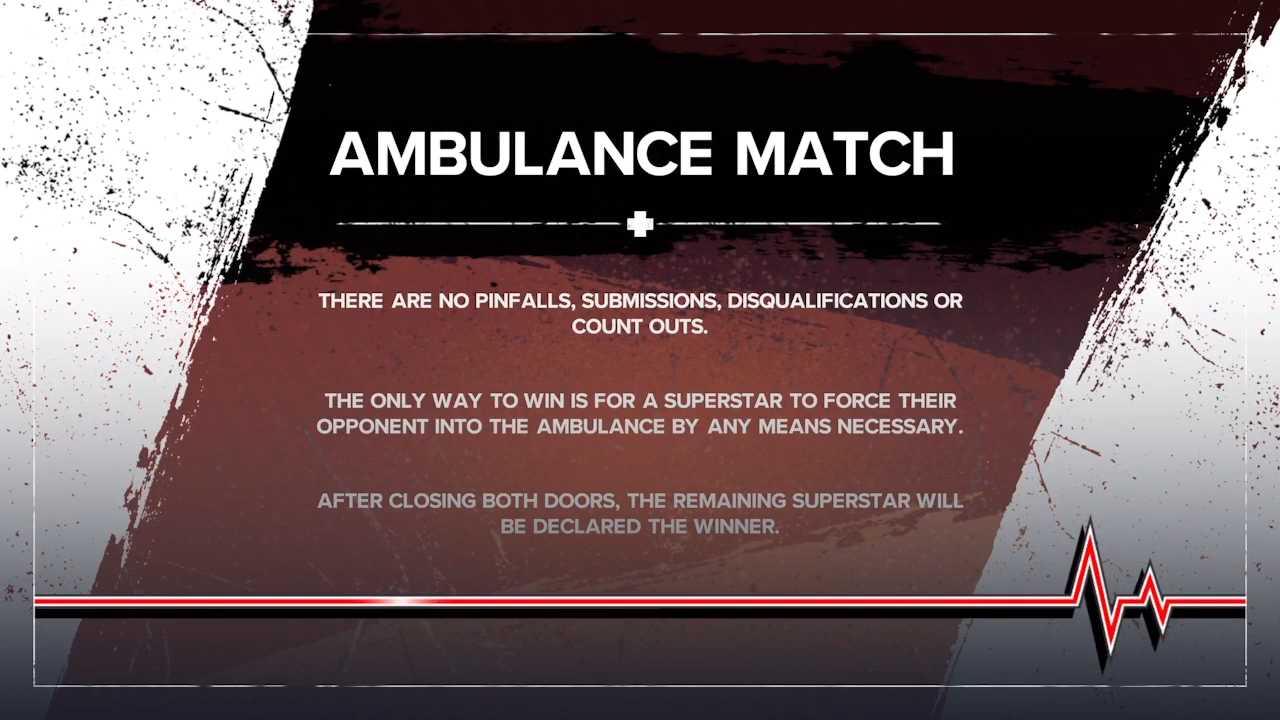 AMBULANCE MATCH
THERE ARE NO PINFALLS, SUBMISSIONS, DISQUALIFICATIONS OR
COUNT OUTS.
THE ONLY WAY TO WIN IS FOR A SUPERSTAR TO FORCE THEIR
OPPONENT INTO THE AMBULANCE BY ANY MEANS NECESSARY.
AFTER CLOSING BOTH DOORS, THE REMAINING SUPERSTAR WILL
BE DECLARED THE WINNER.